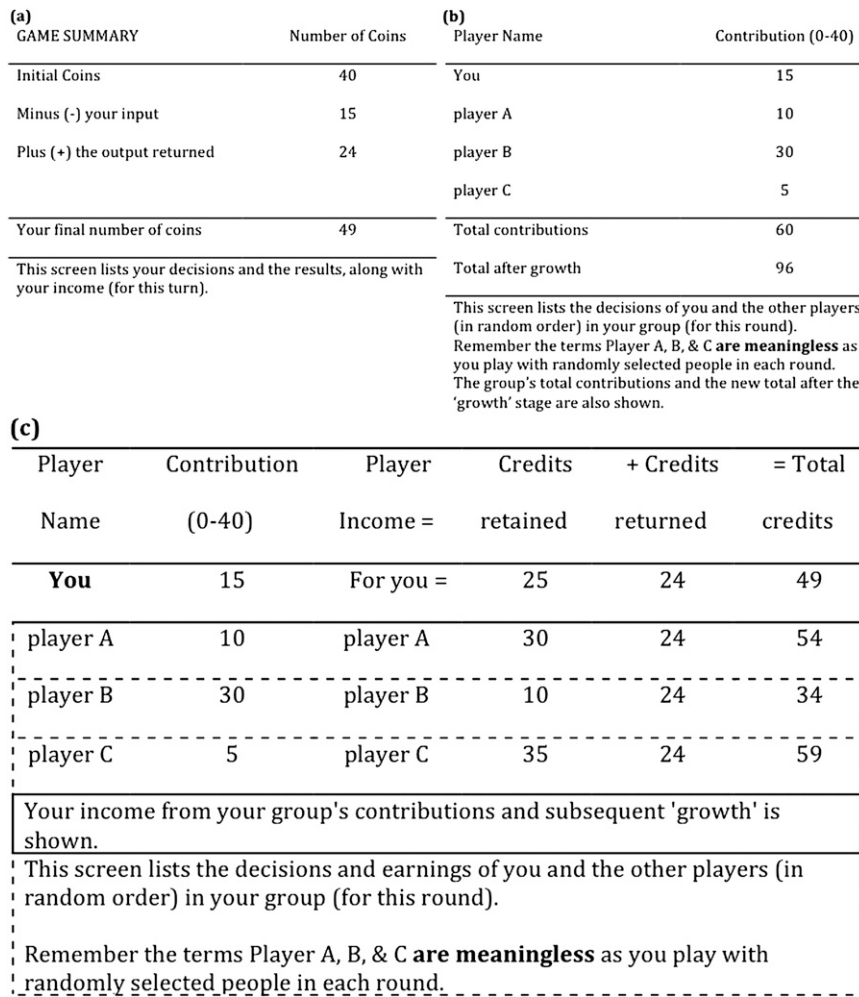 (a)
GAME SUMMARY Number of Coins
Initial Coins 40
Minus (-) your input 15
Plus (+) the output returned 24
Your final number of coins 49
This screen lists your decisions and the results, along with
your income (for this turn).
(b)
Player Name Contribution (0-40)
You 15
player A 10
player B 30
player C 5
Total contributions 60
Total after growth 96
This screen lists the decisions of you and the other players
(in random order) in your group (for this round).
Remember the terms Player A, B, & C are meaningless as
you play with randomly selected people in each round.
The group's total contributions and the new total after the
'growth' stage are also shown.
(c)
Player Contribution Player Credits + Credits = Total
Name (0-40) Income = retained returned credits
You 15 For you = 25 24 49
player A 10 player A 30 24 54
player B 30 player B 10 24 34
player C 5 player C 35 24 59
Your income from your group's contributions and subsequent 'growth' is
shown.
This screen lists the decisions and earnings of you and the other players (in
random order) in your group (for this round).
Remember the terms Player A, B, & C are meaningless as you play with
randomly selected people in each round.